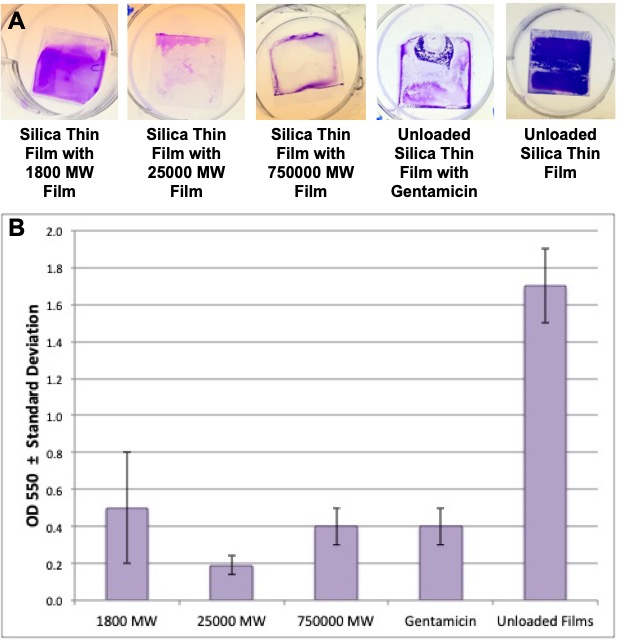 A
Silica Thin
Film with
1800 MW
Film
Silica Thin
Film with
25000 MW
Film
Silica Thin
Film with
750000 MW
Film
Unloaded
Silica Thin
Film with
Gentamicin
Unloaded
Silica Thin
Film
B
OD 550 ± Standard Deviation
2.0
1.8
1.6
1.4
1.2
1.0
0.8
0.6
0.4
0.2
0.0
1800 MW
25000 MW
750000 MW
Gentamicin
Unloaded Films